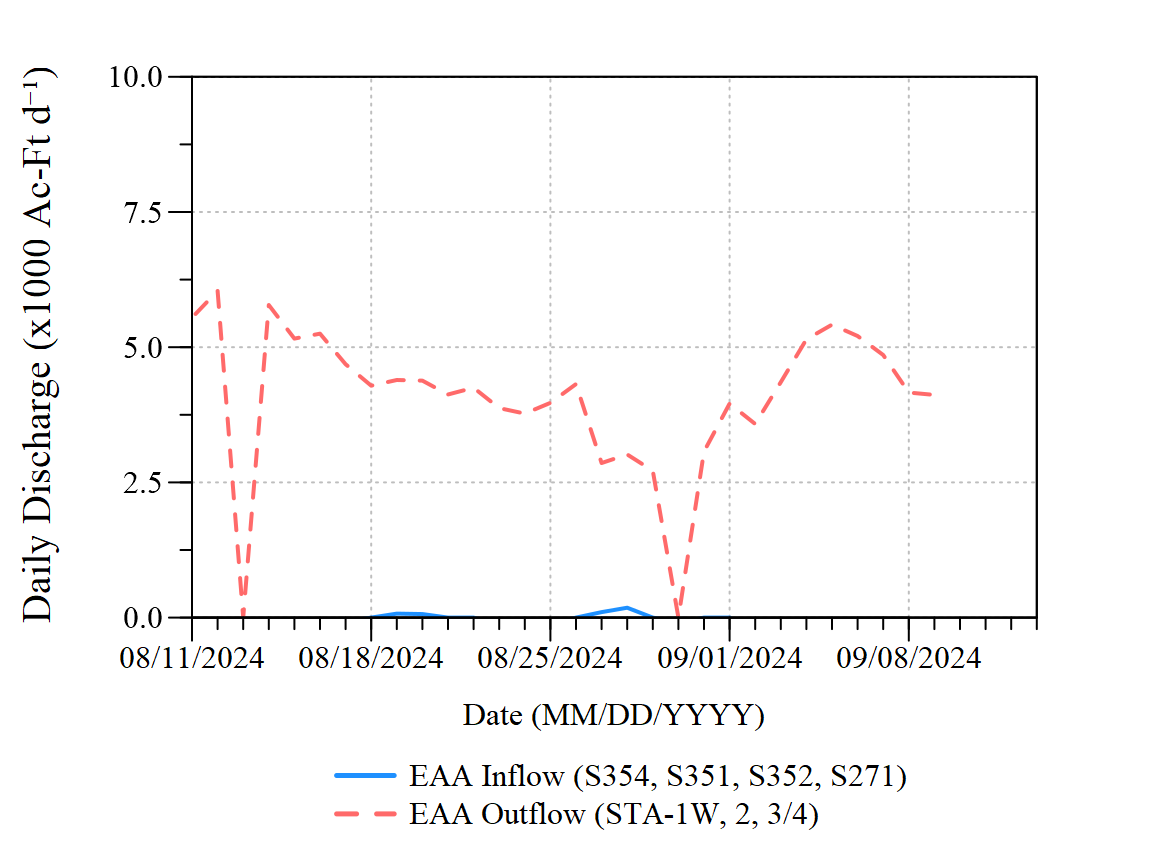 Daily Discharge (x1000 Ac-Ft d⁻¹)
10.0
7.5
5.0
2.5
0.0
08/11/2024 08/18/2024 08/25/2024 09/01/2024 09/08/2024
Date (MM/DD/YYYY)
EAA Inflow (S354, S351, S352, S271)
EAA Outflow (STA-1W, 2, 3/4)